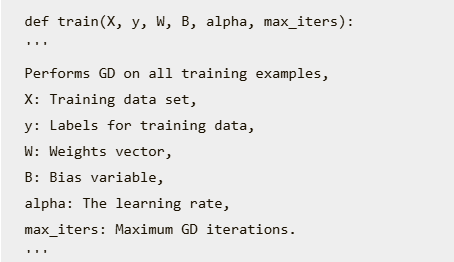 def train(X, y, W, B, alpha, max_iters):
'''
Performs GD on all training examples,
X: Training data set,
y: Labels for training data,
W: Weights vector,
B: Bias variable,
alpha: The learning rate,
max_iters: Maximum GD iterations.
'''